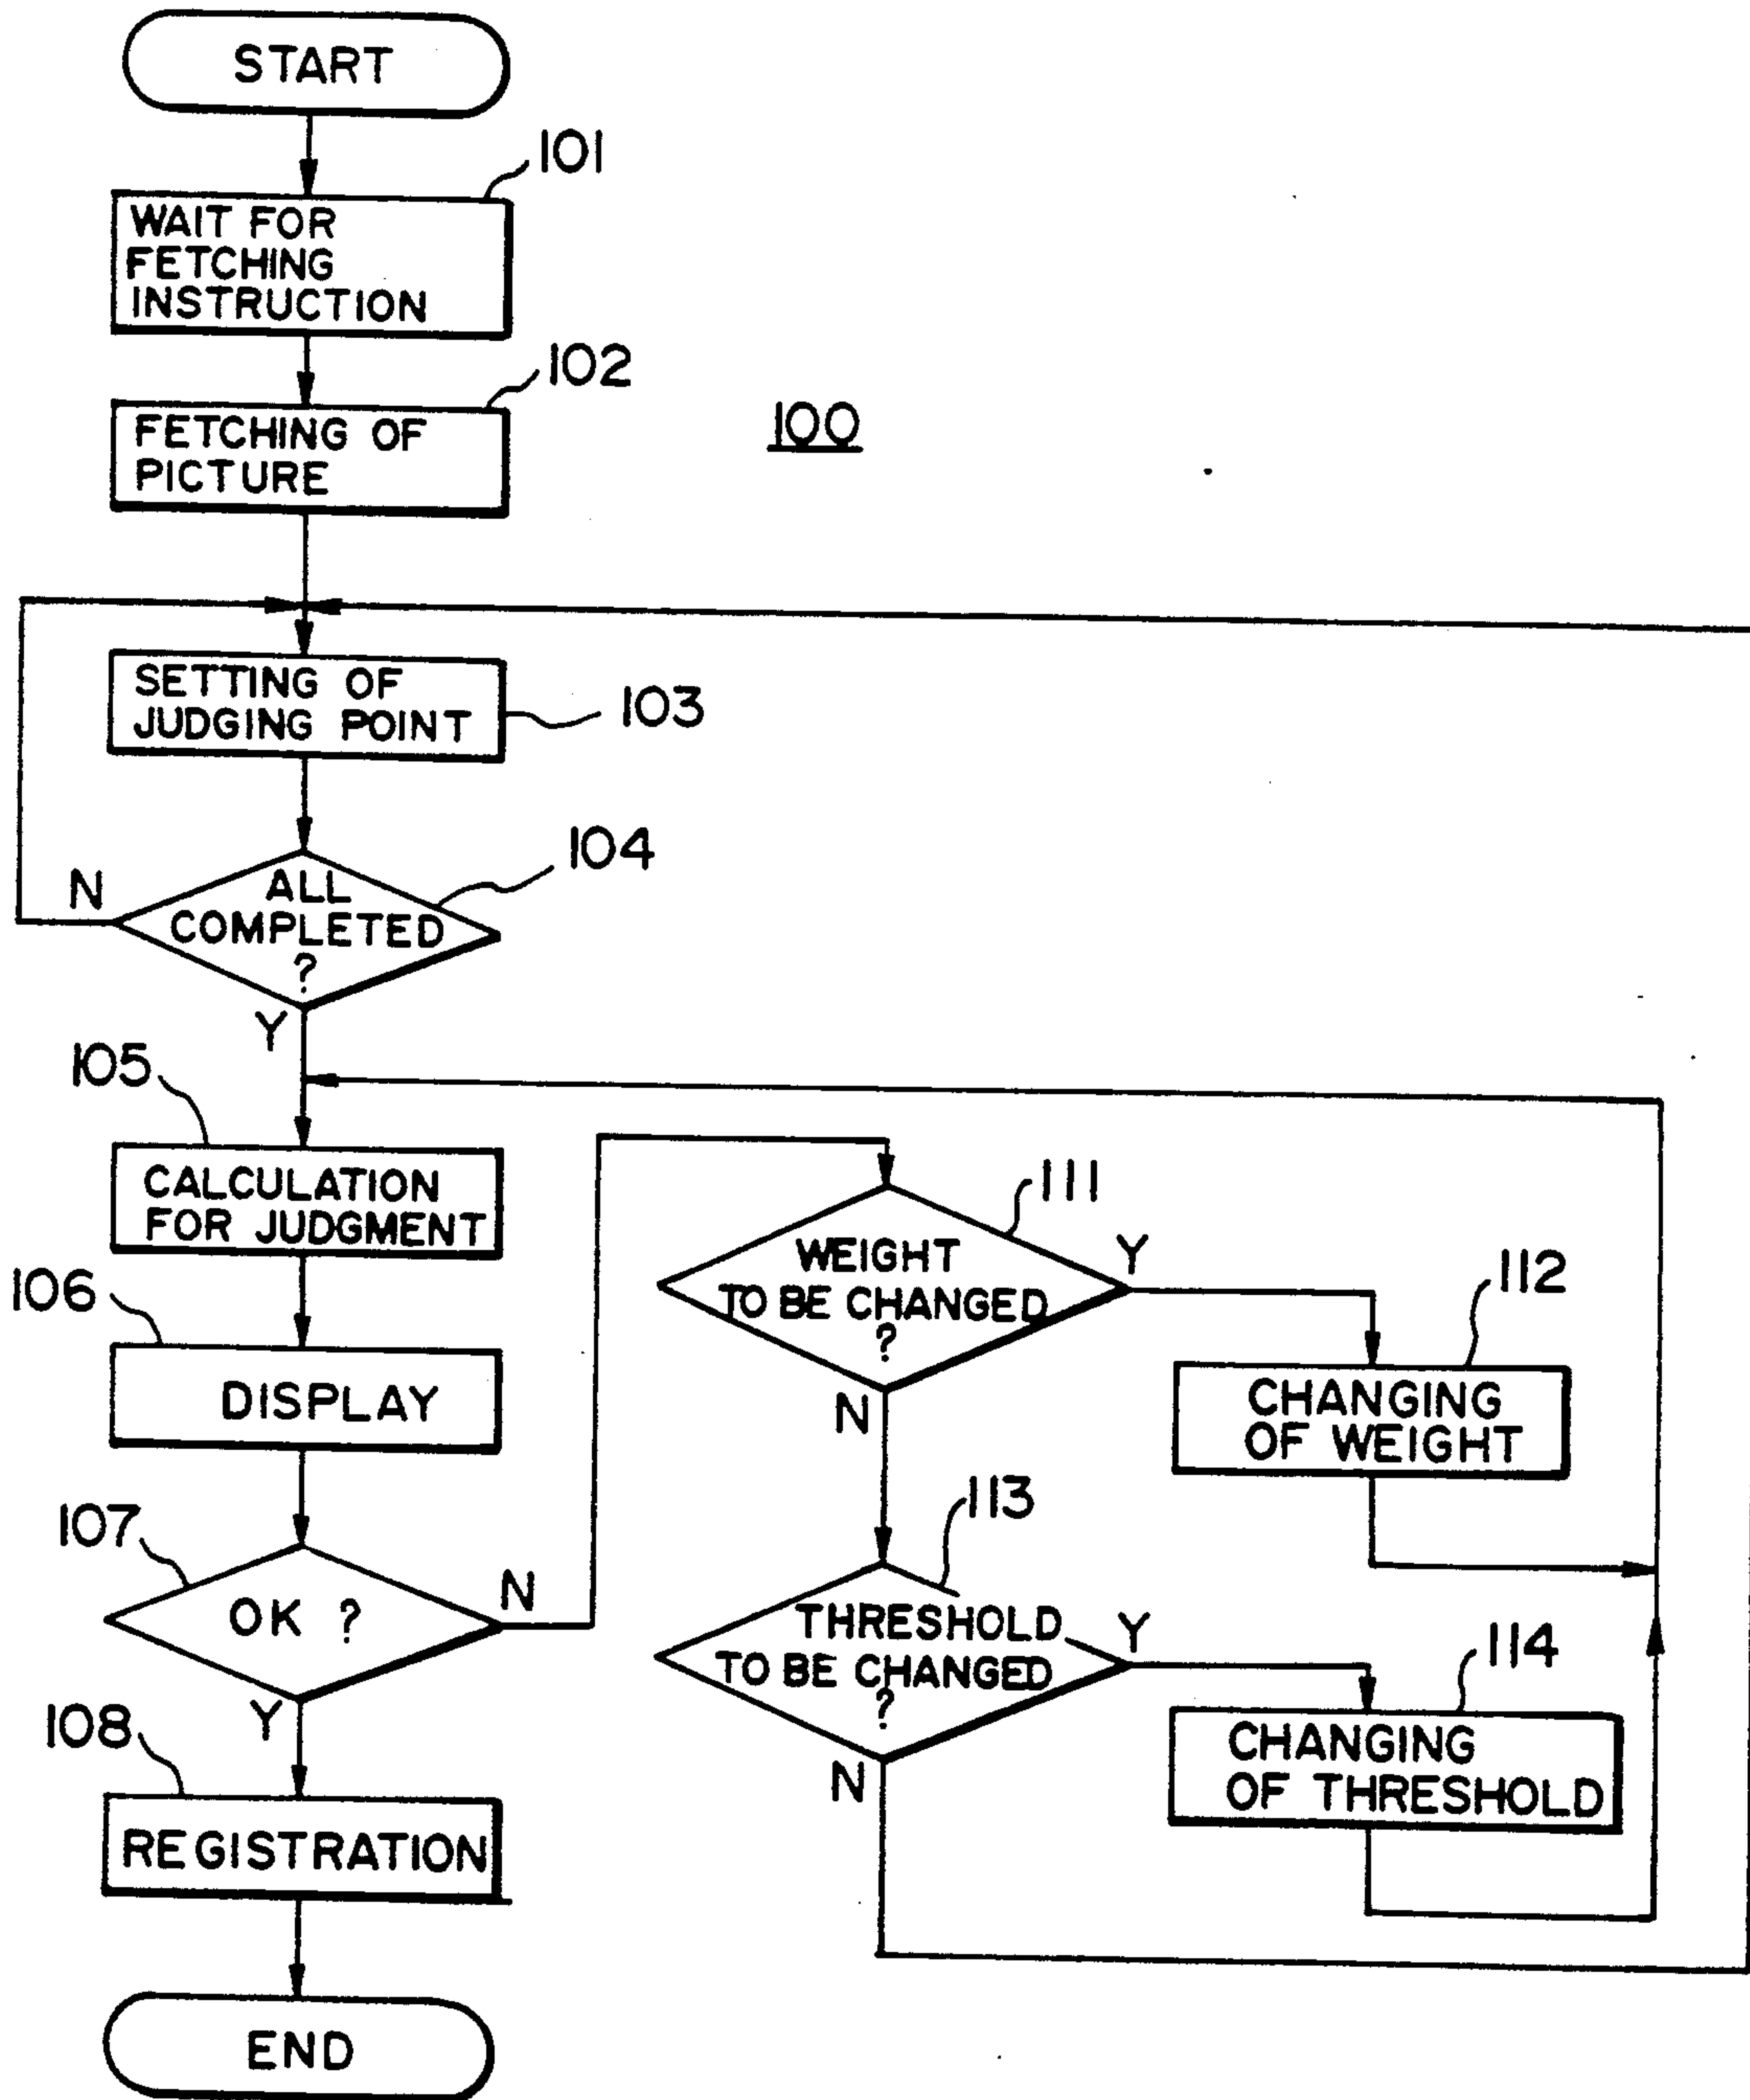 START
101
WAIT FOR
FETCHING
INSTRUCTION
102
FETCHING OF
PICTURE
100
SETTING OF
JUDGING POINT
103
104
N
ALL
COMPLETED
?
Y
105
CALCULATION
FOR JUDGMENT
106
DISPLAY
107
OK ?
N
Y
108
REGISTRATION
END
111
WEIGHT
TO BE CHANGED
?
Y
N
112
CHANGING
OF WEIGHT
113
THRESHOLD
TO BE CHANGED
?
Y
N
114
CHANGING
OF THRESHOLD